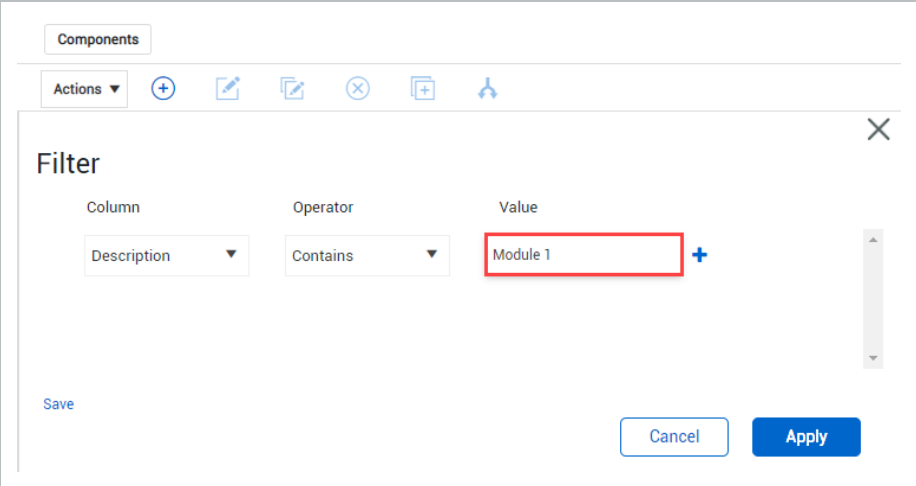 Components
Actions
Filter
Column Operator Value
Description Contains Module 1
Save
Cancel Apply